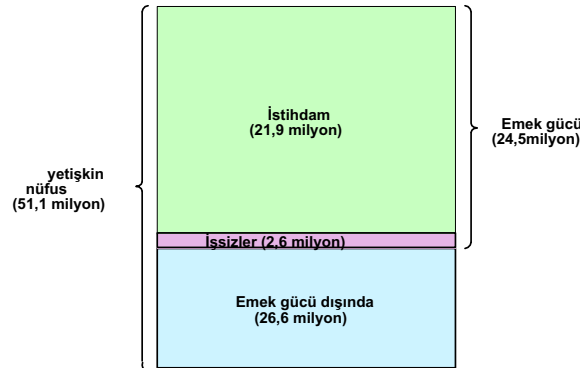 İstihdam
(21,9 milyon)
Emek gücü
(24,5milyon)
yetişkin
nüfus
(51,1 milyon)
İşsizler (2,6 milyon)
Emek gücü dışında
(26,6 milyon)